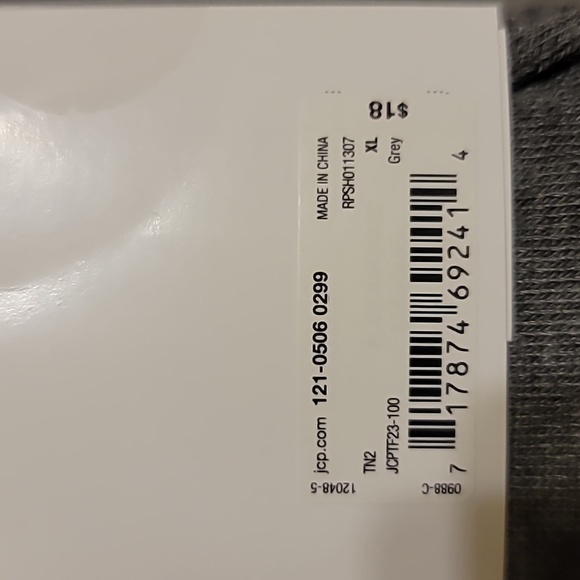 $18
MADE IN CHINA
RPSH011307
XL
Grey
jcp.com 121-0506 0299
TN2
JCPTF23-100
7 17874 69241 4
12048-5
0988-C